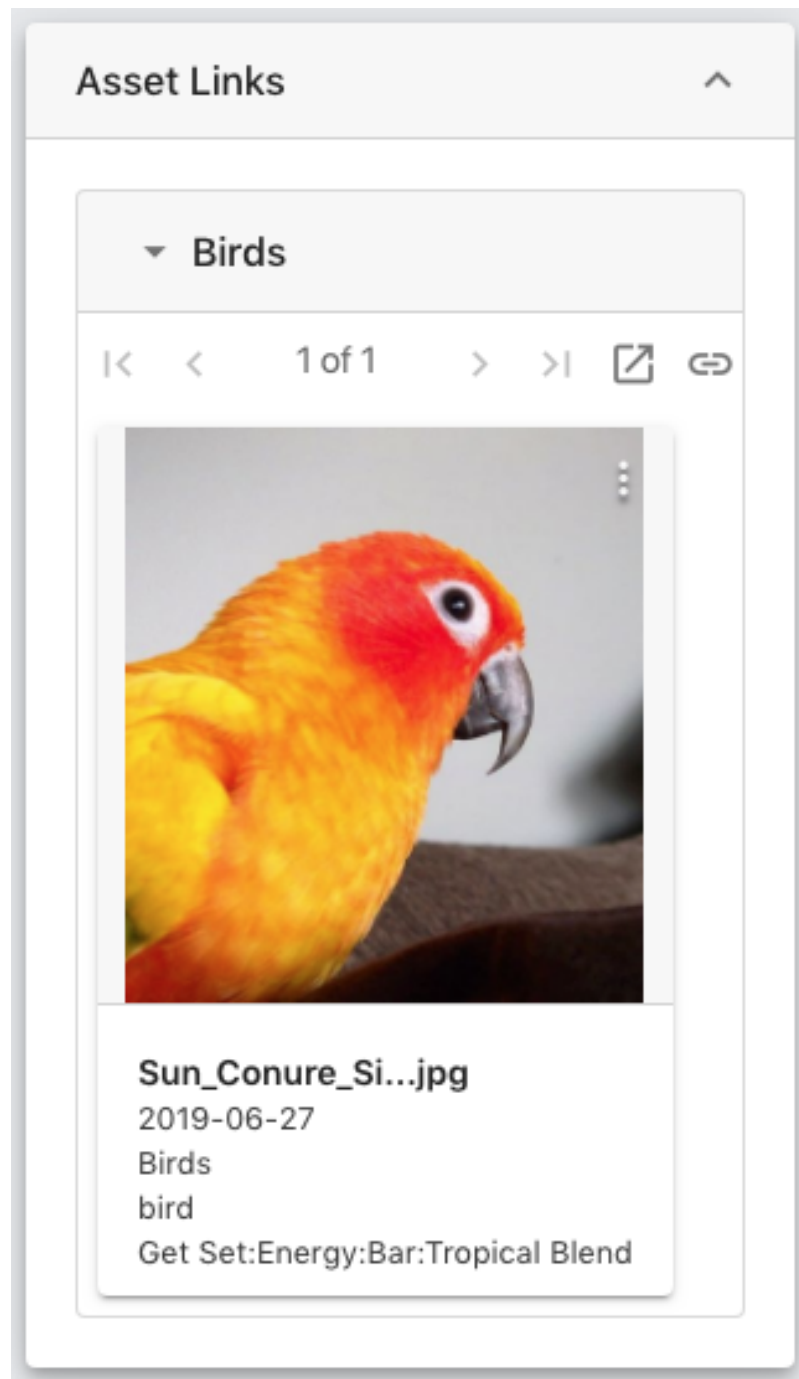 Asset Links
Birds
1 of 1
Sun_Conure_Si...jpg
2019-06-27
Birds
bird
Get Set:Energy:Bar:Tropical Blend